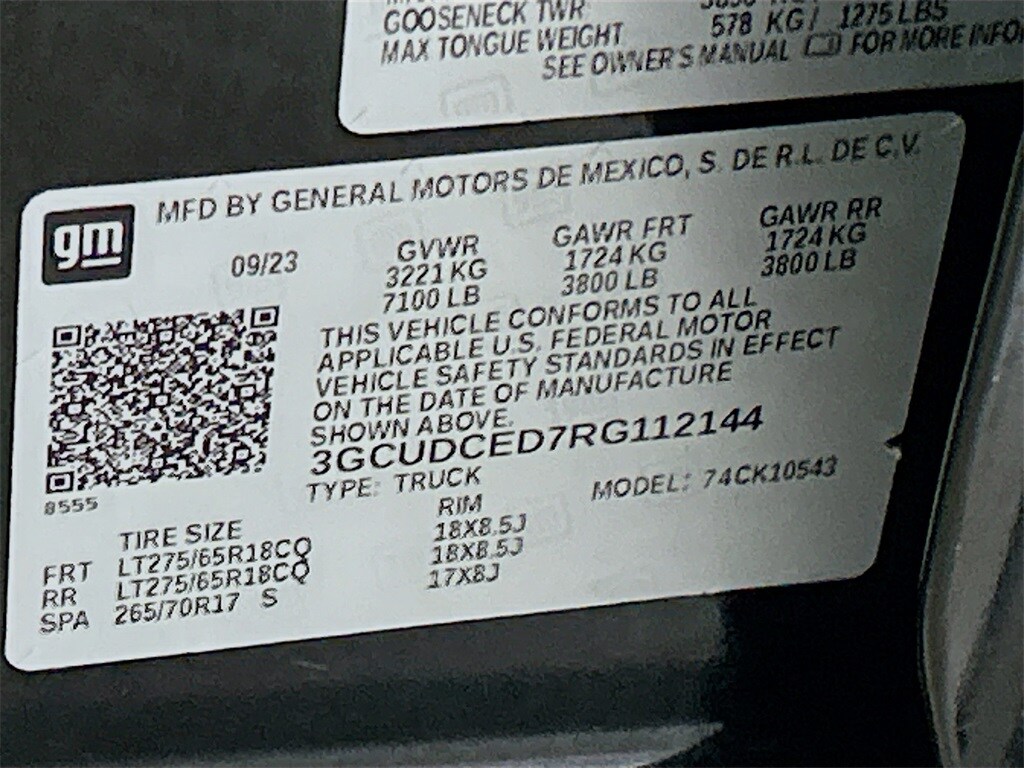 GOOSENECK TWR
MAX TONGUE WEIGHT 578 KG/ 1275 LBS
SEE OWNER'S MANUAL FOR MORE
gm
MFD BY GENERAL MOTORS DE MEXICO, S. DE R.L. DE C.V.
09/23 GVWR GAWR FRT GAWR RR
3221 KG 1724 KG 1724 KG
7100 LB 3800 LB 3800 LB
THIS VEHICLE CONFORMS TO ALL
APPLICABLE U.S. FEDERAL MOTOR
VEHICLE SAFETY STANDARDS IN EFFECT
ON THE DATE OF MANUFACTURE
SHOWN ABOVE.
3GCUDCED7RG112144
TYPE: TRUCK MODEL: 74CK10543
8555
TIRE SIZE RIM
FRT LT275/65R18CQ 18X8.5J
RR LT275/65R18CQ 18X8.5J
SPA 265/70R17 S 17X8J